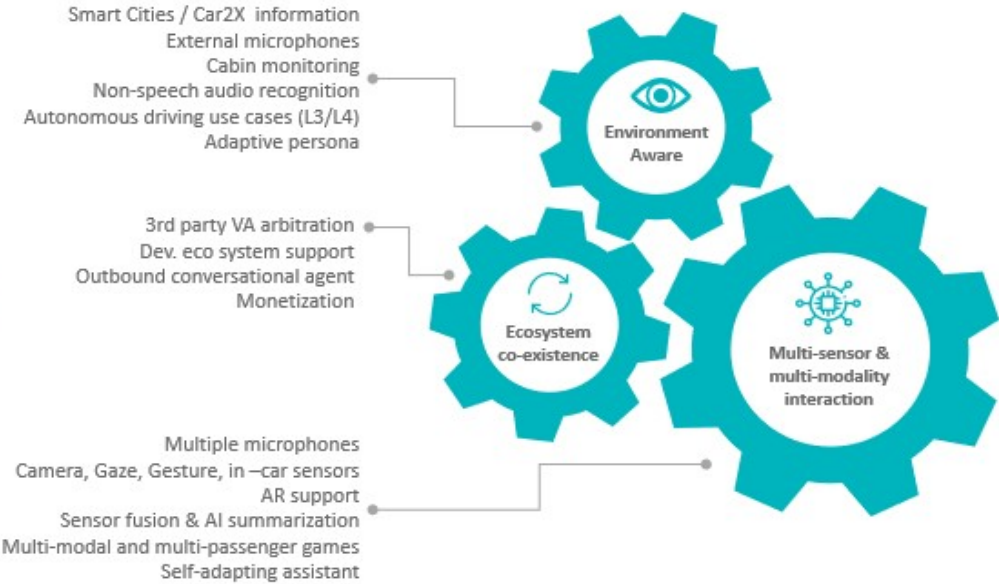 Smart Cities / Car2X information
External microphones
Cabin monitoring
Non-speech audio recognition
Autonomous driving use cases (L3/L4)
Adaptive persona
Environment
Aware
3rd party VA arbitration
Dev. eco system support
Outbound conversational agent
Monetization
Ecosystem
co-existence
Multi-sensor &
multi-modality
interaction
Multiple microphones
Camera, Gaze, Gesture, in –car sensors
AR support
Sensor fusion & AI summarization
Multi-modal and multi-passenger games
Self-adapting assistant